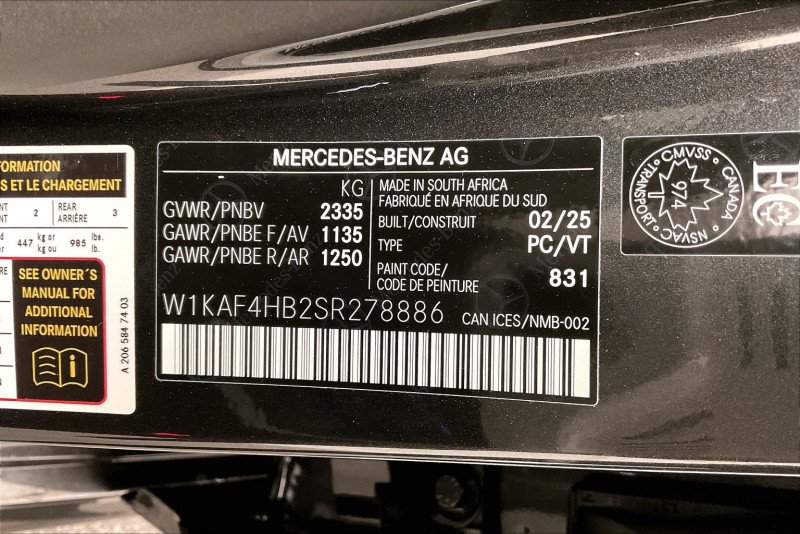 FORMATION
S ET LE CHARGEMENT
2 REAR 3
ARRIÈRE
447 kg or 985 lbs.
kg ou lb.
SEE OWNER´S
MANUAL FOR
ADDITIONAL
INFORMATION
A 206 584 74 03
MERCEDES-BENZ AG
KG
GVWR/PNBV 2335
GAWR/PNBE F/AV 1135
GAWR/PNBE R/AR 1250
MADE IN SOUTH AFRICA
FABRIQUÉ EN AFRIQUE DU SUD
BUILT/CONSTRUIT 02/25
TYPE PC/VT
PAINT CODE/
CODE DE PEINTURE 831
W1KAF4HB2SR278886 CAN ICES/NMB-002
CMVSS · CANADA
NSVAC · TRANSPORT
974
EC